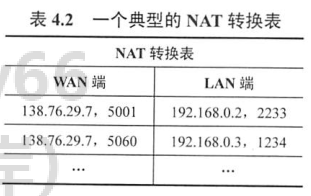 表 4.2 一个典型的 NAT 转换表
NAT 转换表
WAN 端 LAN 端
138.76.29.7，5001 192.168.0.2，2233
138.76.29.7，5060 192.168.0.3，1234
… …